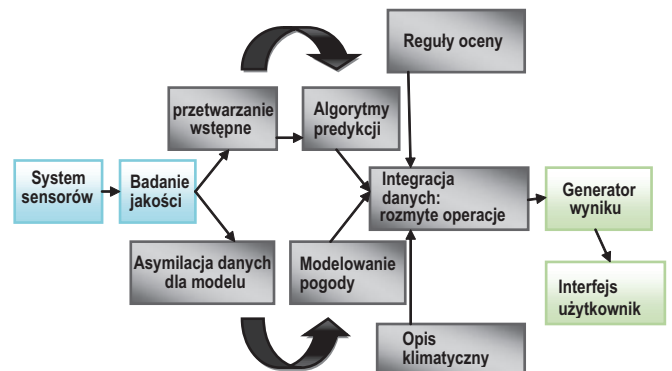 Reguły oceny
przetwarzanie
wstępne
Algorytmy
predykcji
System
sensorów
Badanie
jakości
Integracja
danych:
rozmyte operacje
Generator
wyniku
Asymilacja danych
dla modelu
Modelowanie
pogody
Interfejs
użytkownik
Opis
klimatyczny